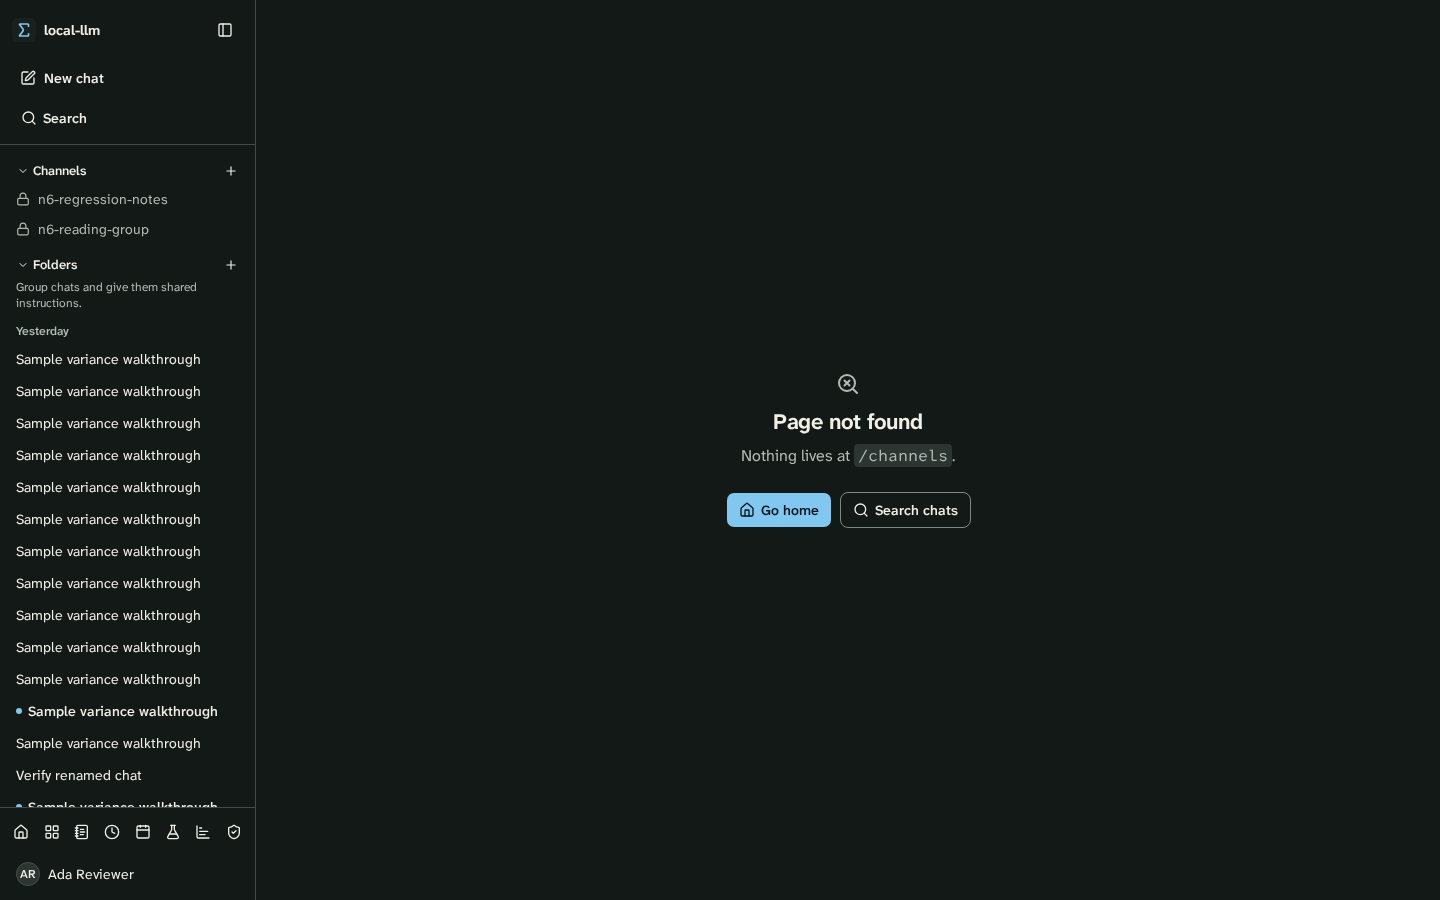 local-llm
New chat
Search
Channels
n6-regression-notes
n6-reading-group
Folders
Group chats and give them shared
instructions.
Yesterday
Sample variance walkthrough
Sample variance walkthrough
Sample variance walkthrough
Sample variance walkthrough
Sample variance walkthrough
Sample variance walkthrough
Sample variance walkthrough
Sample variance walkthrough
Sample variance walkthrough
Sample variance walkthrough
Sample variance walkthrough
Sample variance walkthrough
Sample variance walkthrough
Verify renamed chat
Sample variance walkthrough
AR Ada Reviewer
Page not found
Nothing lives at /channels.
Go home
Search chats